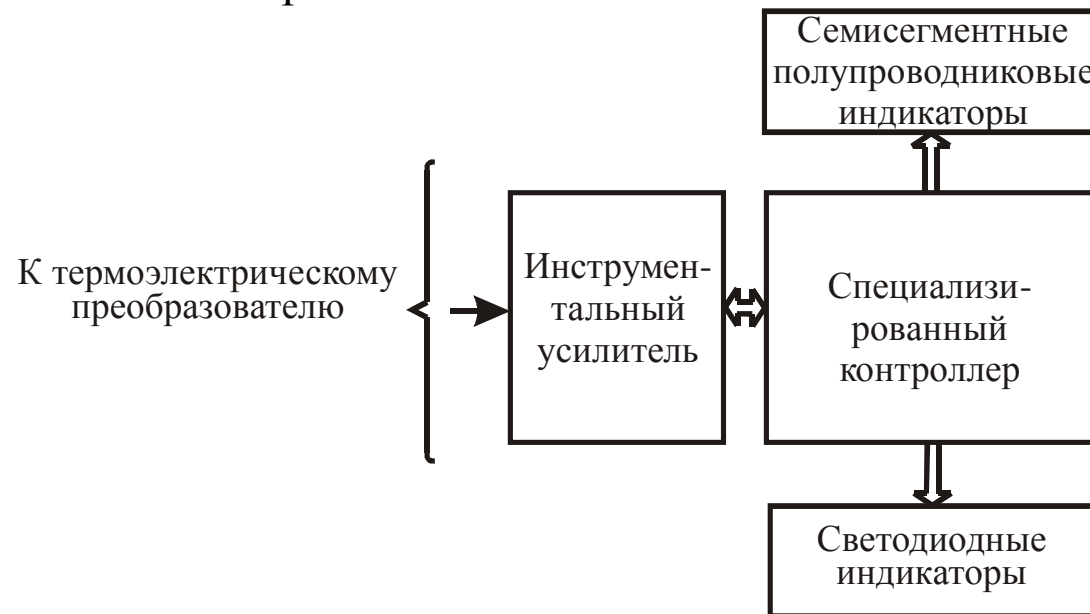 Семисегментные
полупроводниковые
индикаторы
К термоэлектрическому
преобразователю
Инструмен-
тальный
усилитель
Специализи-
рованный
контроллер
Светодиодные
индикаторы